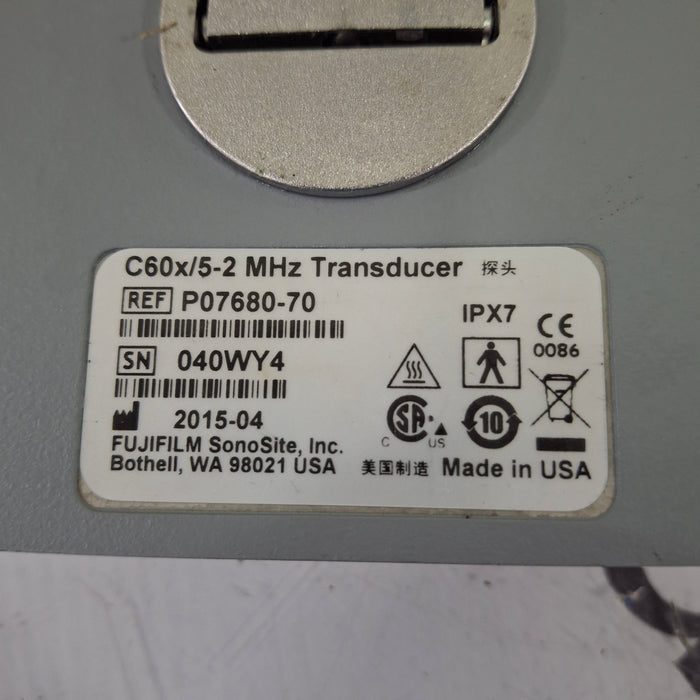 C60x/5-2 MHz Transducer 探头
REF P07680-70
IPX7
CE
0086
SN 040WY4
2015-04
SA
C US
10
FUJIFILM SonoSite, Inc.
Bothell, WA 98021 USA
美国制造 Made in USA